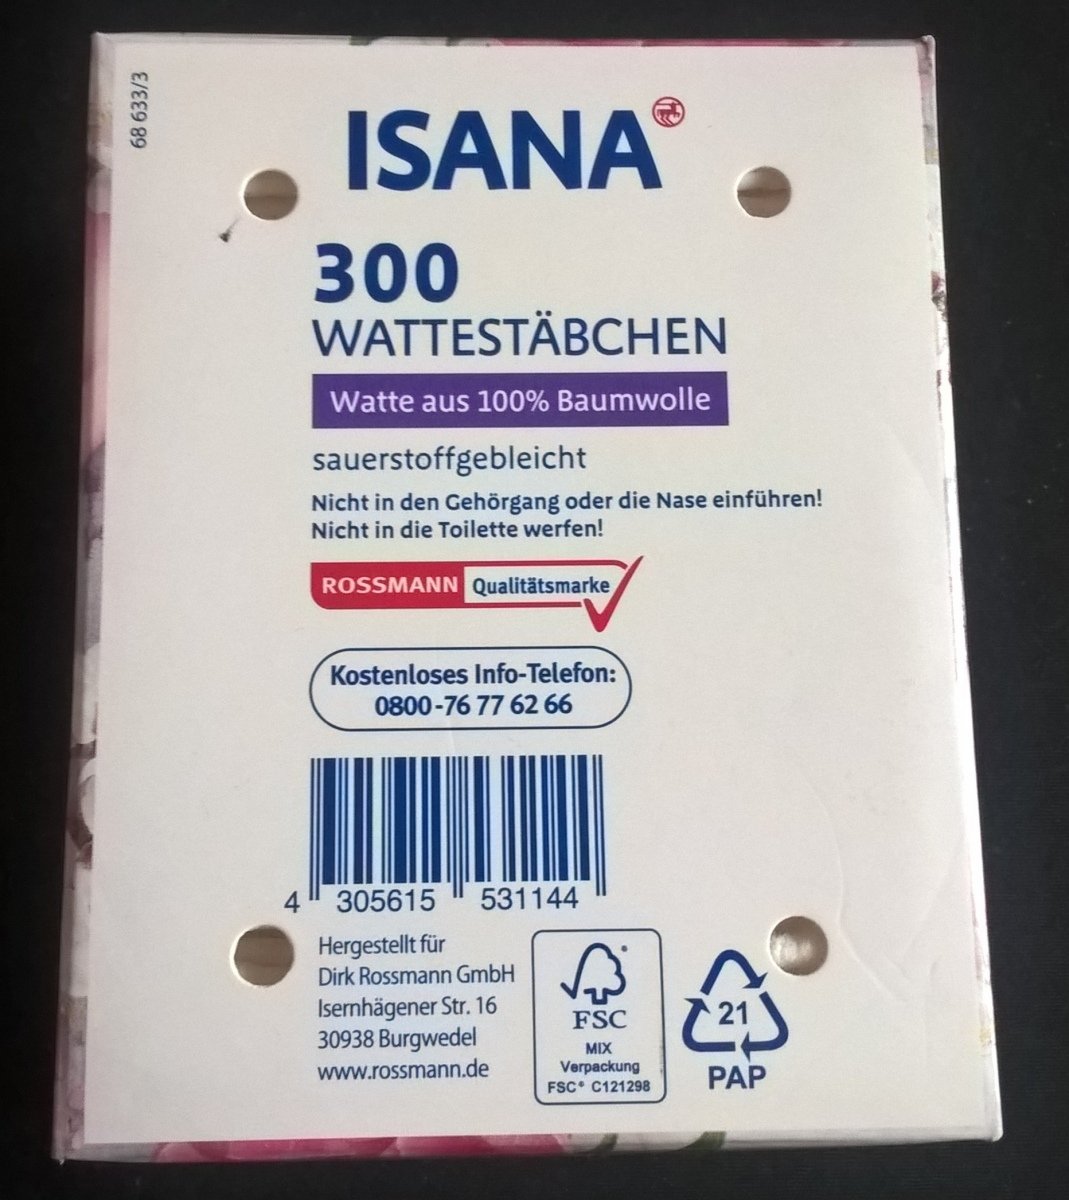 68 633/3
ISANA
300
WATTESTÄBCHEN
Watte aus 100% Baumwolle
sauerstoffgebleicht
Nicht in den Gehörgang oder die Nase einführen!
Nicht in die Toilette werfen!
ROSSMANN Qualitätsmarke
Kostenloses Info-Telefon:
0800-76 77 62 66
4 305615 531144
Hergestellt für
Dirk Rossmann GmbH
Isernhägener Str. 16
30938 Burgwedel
www.rossmann.de
FSC
MIX
Verpackung
FSC® C121298
21
PAP